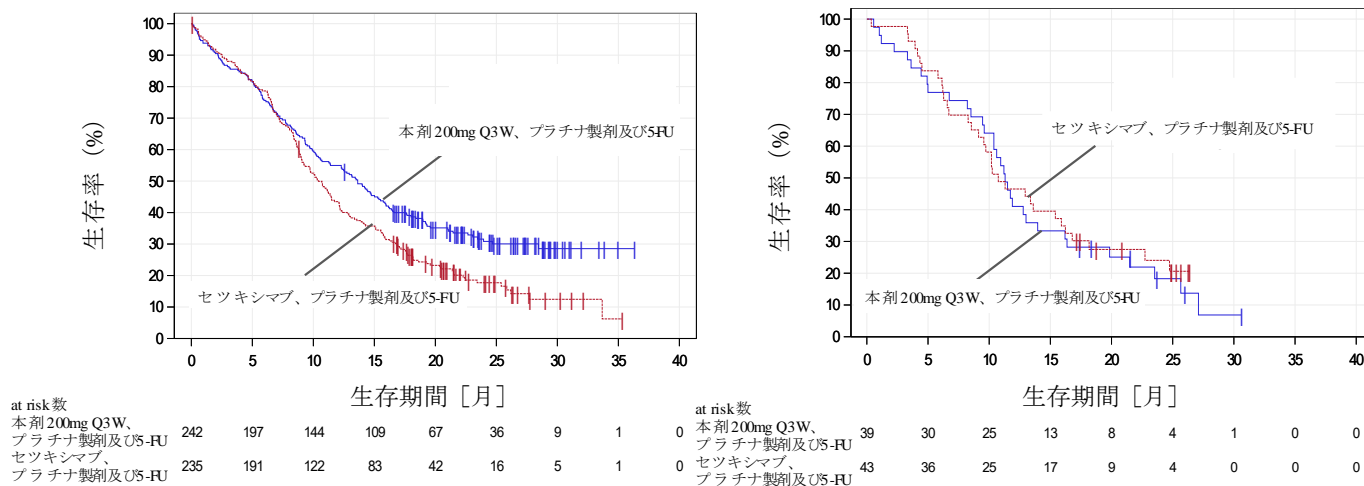 100
90
80
70
60
50
40
30
20
10
0
生存率（%）
本剤200mg Q3W、プラチナ製剤及び5-FU
セツキシマブ、プラチナ製剤及び5-FU
0 5 10 15 20 25 30 35 40
生存期間［月］
at risk数
本剤200mg Q3W、
プラチナ製剤及び5-FU
242 197 144 109 67 36 9 1 0
セツキシマブ、
プラチナ製剤及び5-FU
235 191 122 83 42 16 5 1 0
100
90
80
70
60
50
40
30
20
10
0
生存率（%）
セツキシマブ、プラチナ製剤及び5-FU
本剤200mg Q3W、プラチナ製剤及び5-FU
0 5 10 15 20 25 30 35 40
生存期間［月］
at risk数
本剤200mg Q3W、
プラチナ製剤及び5-FU
39 30 25 13 8 4 1 0 0
セツキシマブ、
プラチナ製剤及び5-FU
43 36 25 17 9 4 0 0 0